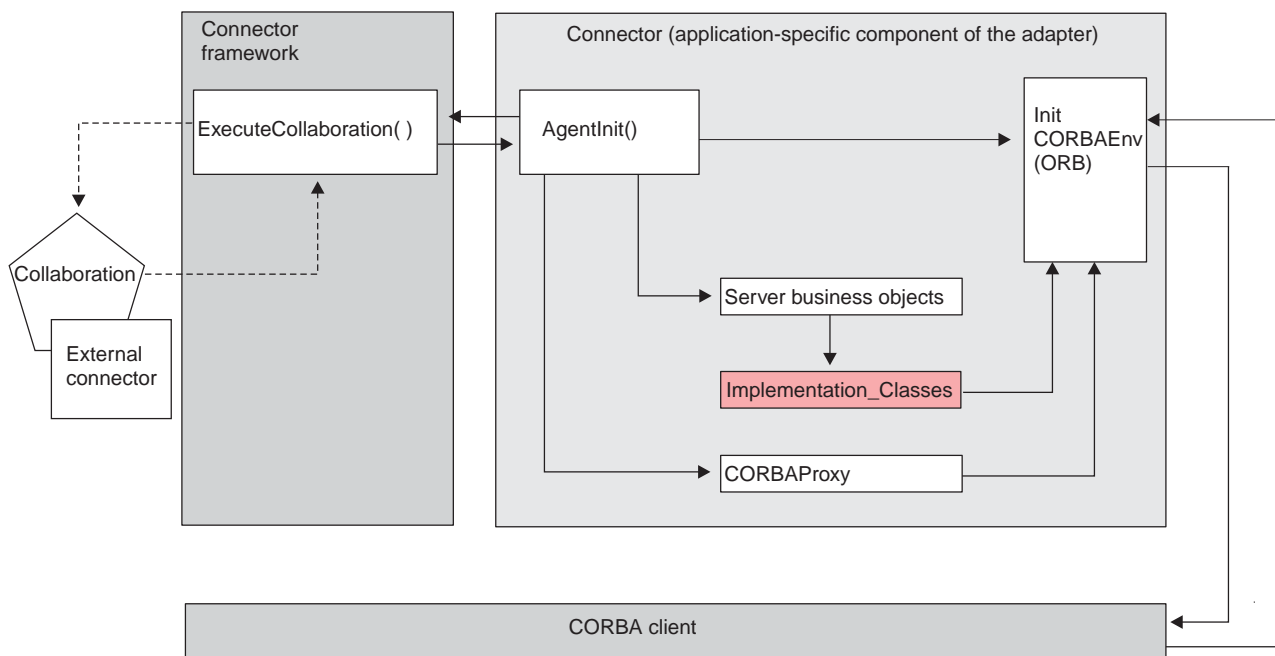 Connector
framework
Connector (application-specific component of the adapter)
ExecuteCollaboration( )
AgentInit()
Init
CORBAEnv
(ORB)
Collaboration
External
connector
Server business objects
Implementation_Classes
CORBAProxy
CORBA client